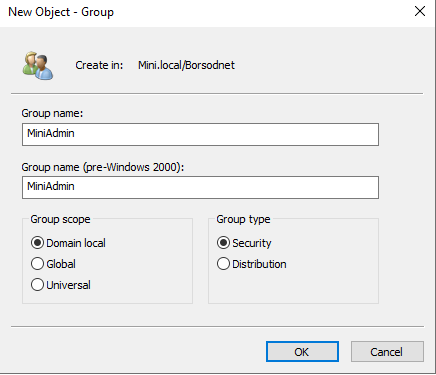 New Object - Group
Create in: Mini.local/Borsodnet
Group name:
MiniAdmin
Group name (pre-Windows 2000):
MiniAdmin
Group scope
Domain local
Global
Universal
Group type
Security
Distribution
OK
Cancel